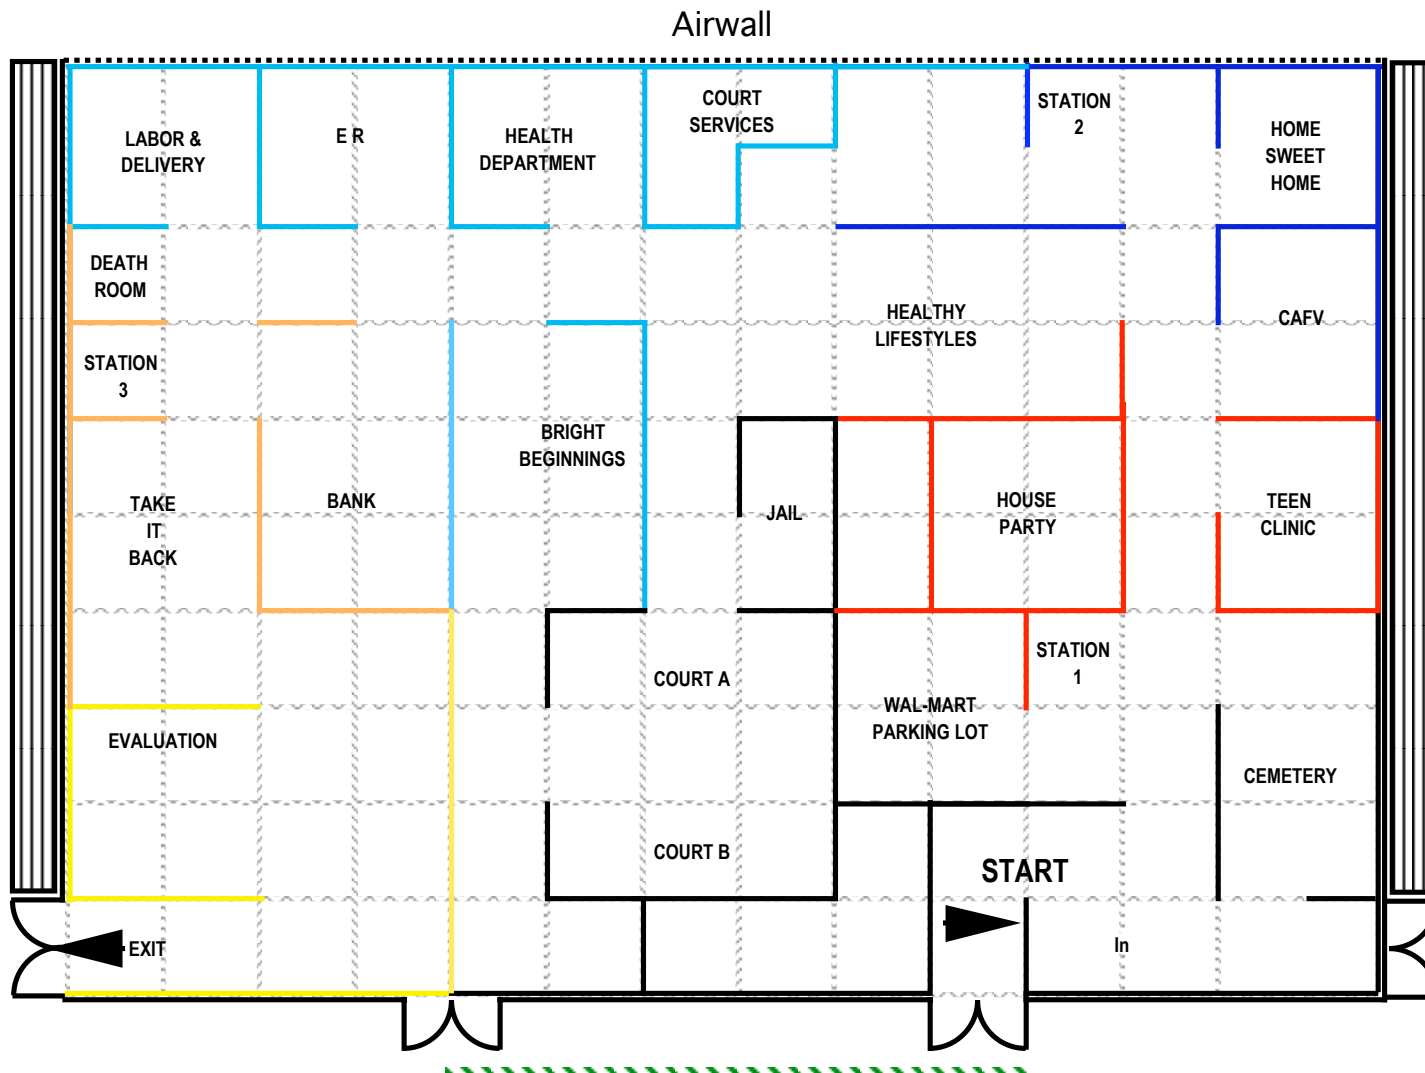 Airwall
LABOR &
DELIVERY
E R
HEALTH
DEPARTMENT
COURT
SERVICES
STATION
2
HOME
SWEET
HOME
DEATH
ROOM
STATION
3
HEALTHY
LIFESTYLES
CAFV
BRIGHT
BEGINNINGS
TAKE
IT
BACK
BANK
JAIL
HOUSE
PARTY
TEEN
CLINIC
COURT A
STATION
1
WAL-MART
PARKING LOT
EVALUATION
CEMETERY
COURT B
START
EXIT
In